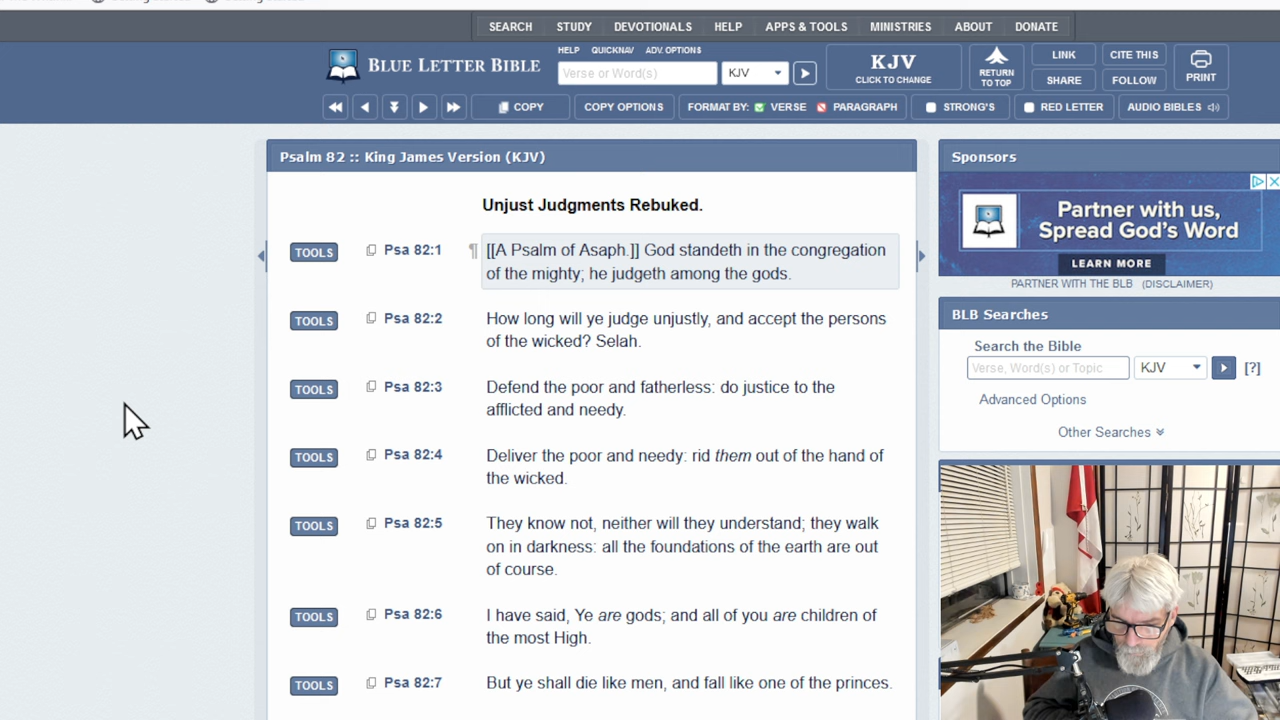 SEARCH STUDY DEVOTIONALS HELP APPS & TOOLS MINISTRIES ABOUT DONATE
BLUE LETTER BIBLE
HELP QUICKNAV ADV. OPTIONS
Verse or Word(s) KJV
KJV
CLICK TO CHANGE
RETURN
TO TOP
LINK
CITE THIS
SHARE
FOLLOW
PRINT
COPY
COPY OPTIONS
FORMAT BY: VERSE PARAGRAPH
STRONG'S
RED LETTER
AUDIO BIBLES
Psalm 82 :: King James Version (KJV)
Unjust Judgments Rebuked.
TOOLS Psa 82:1 ¶ [[A Psalm of Asaph.]] God standeth in the congregation
of the mighty; he judgeth among the gods.
TOOLS Psa 82:2 How long will ye judge unjustly, and accept the persons
of the wicked? Selah.
TOOLS Psa 82:3 Defend the poor and fatherless: do justice to the
afflicted and needy.
TOOLS Psa 82:4 Deliver the poor and needy: rid them out of the hand of
the wicked.
TOOLS Psa 82:5 They know not, neither will they understand; they walk
on in darkness: all the foundations of the earth are out
of course.
TOOLS Psa 82:6 I have said, Ye are gods; and all of you are children of
the most High.
TOOLS Psa 82:7 But ye shall die like men, and fall like one of the princes.
Sponsors
Partner with us,
Spread God's Word
LEARN MORE
PARTNER WITH THE BLB (DISCLAIMER)
BLB Searches
Search the Bible
Verse, Word(s) or Topic KJV [?]
Advanced Options
Other Searches